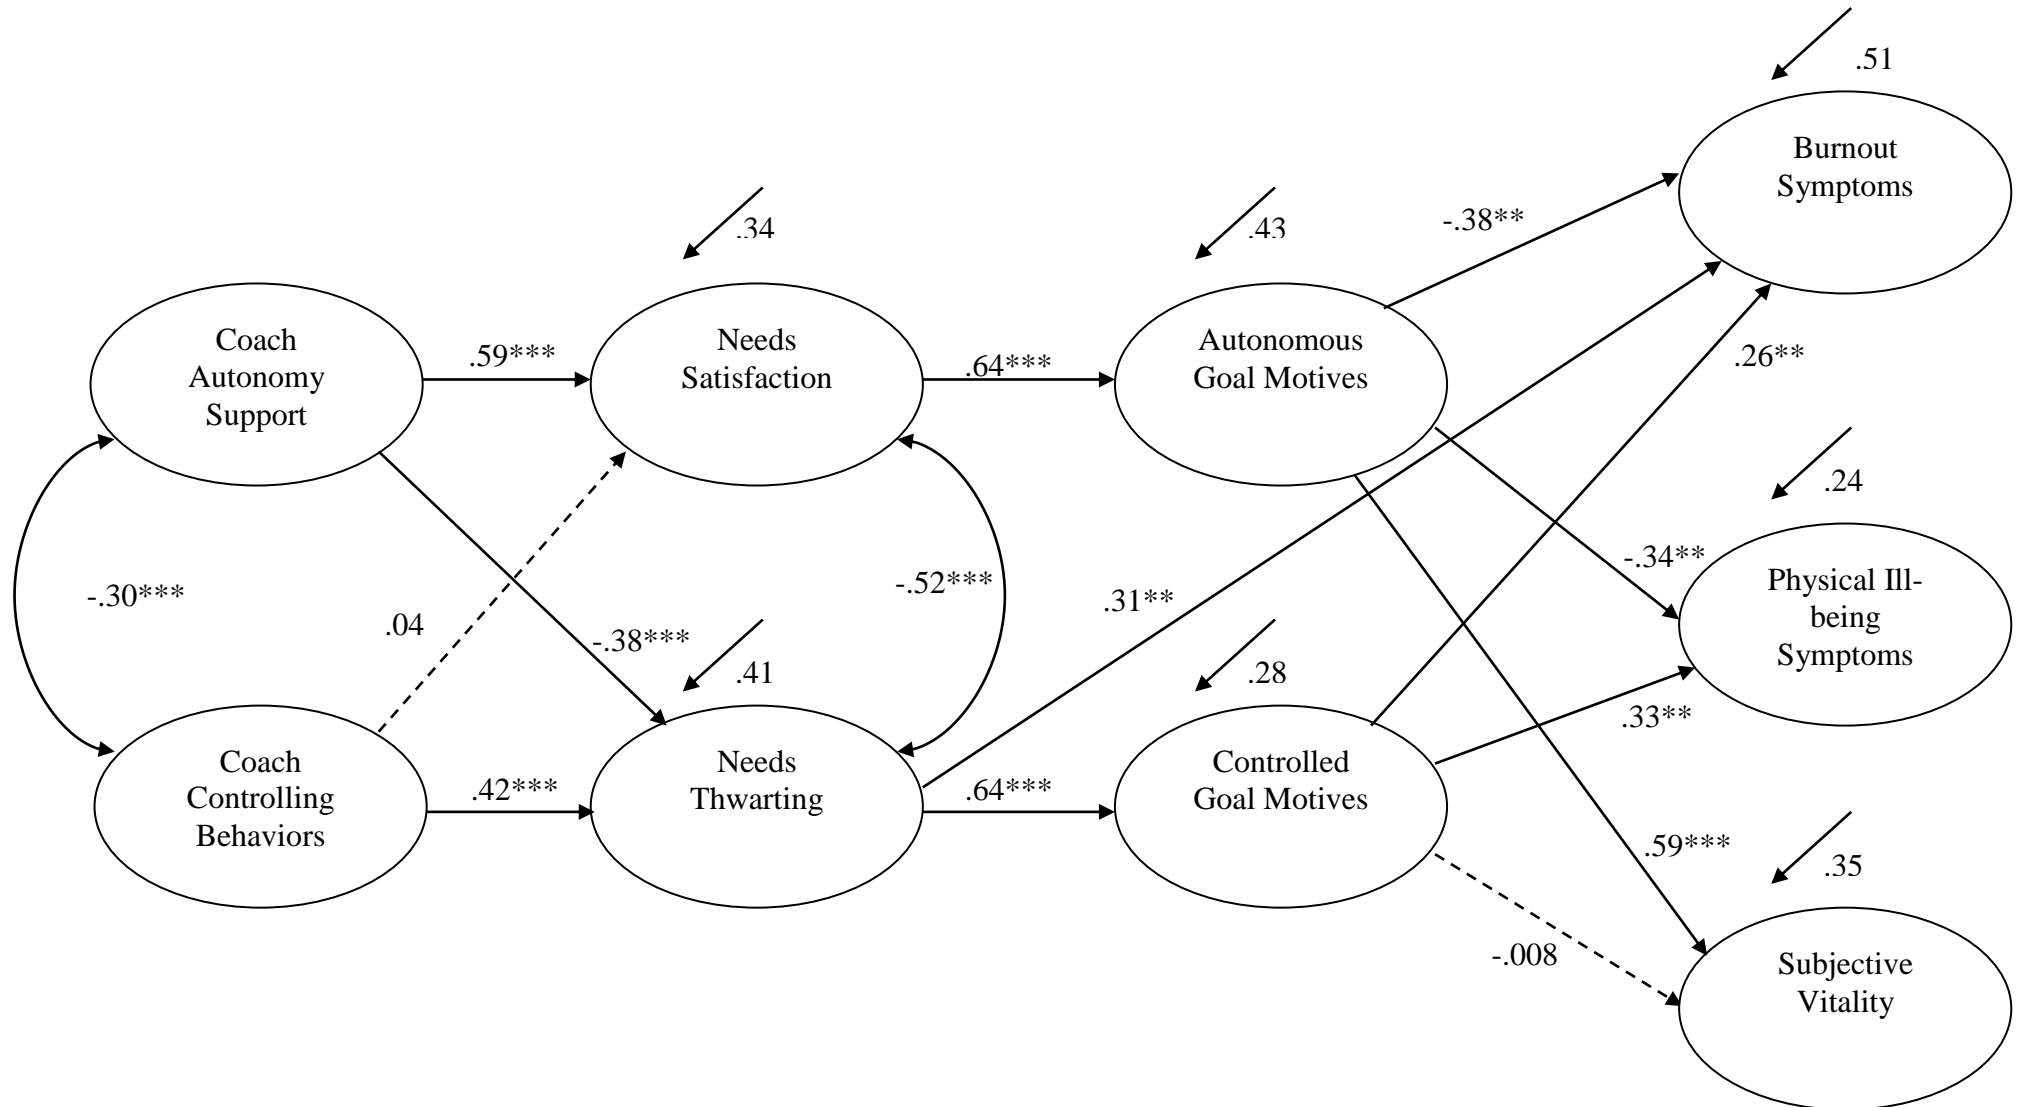 .51
Burnout
Symptoms
.34
.43
-.38**
Coach
Autonomy
Support
.59***
Needs
Satisfaction
.64***
Autonomous
Goal Motives
.26**
.24
-.30***
.04
-.38***
-.52***
.31**
-.34**
Physical Ill-
being
Symptoms
.41
.28
.33**
Coach
Controlling
Behaviors
.42***
Needs
Thwarting
.64***
Controlled
Goal Motives
.59***
.35
-.008
Subjective
Vitality